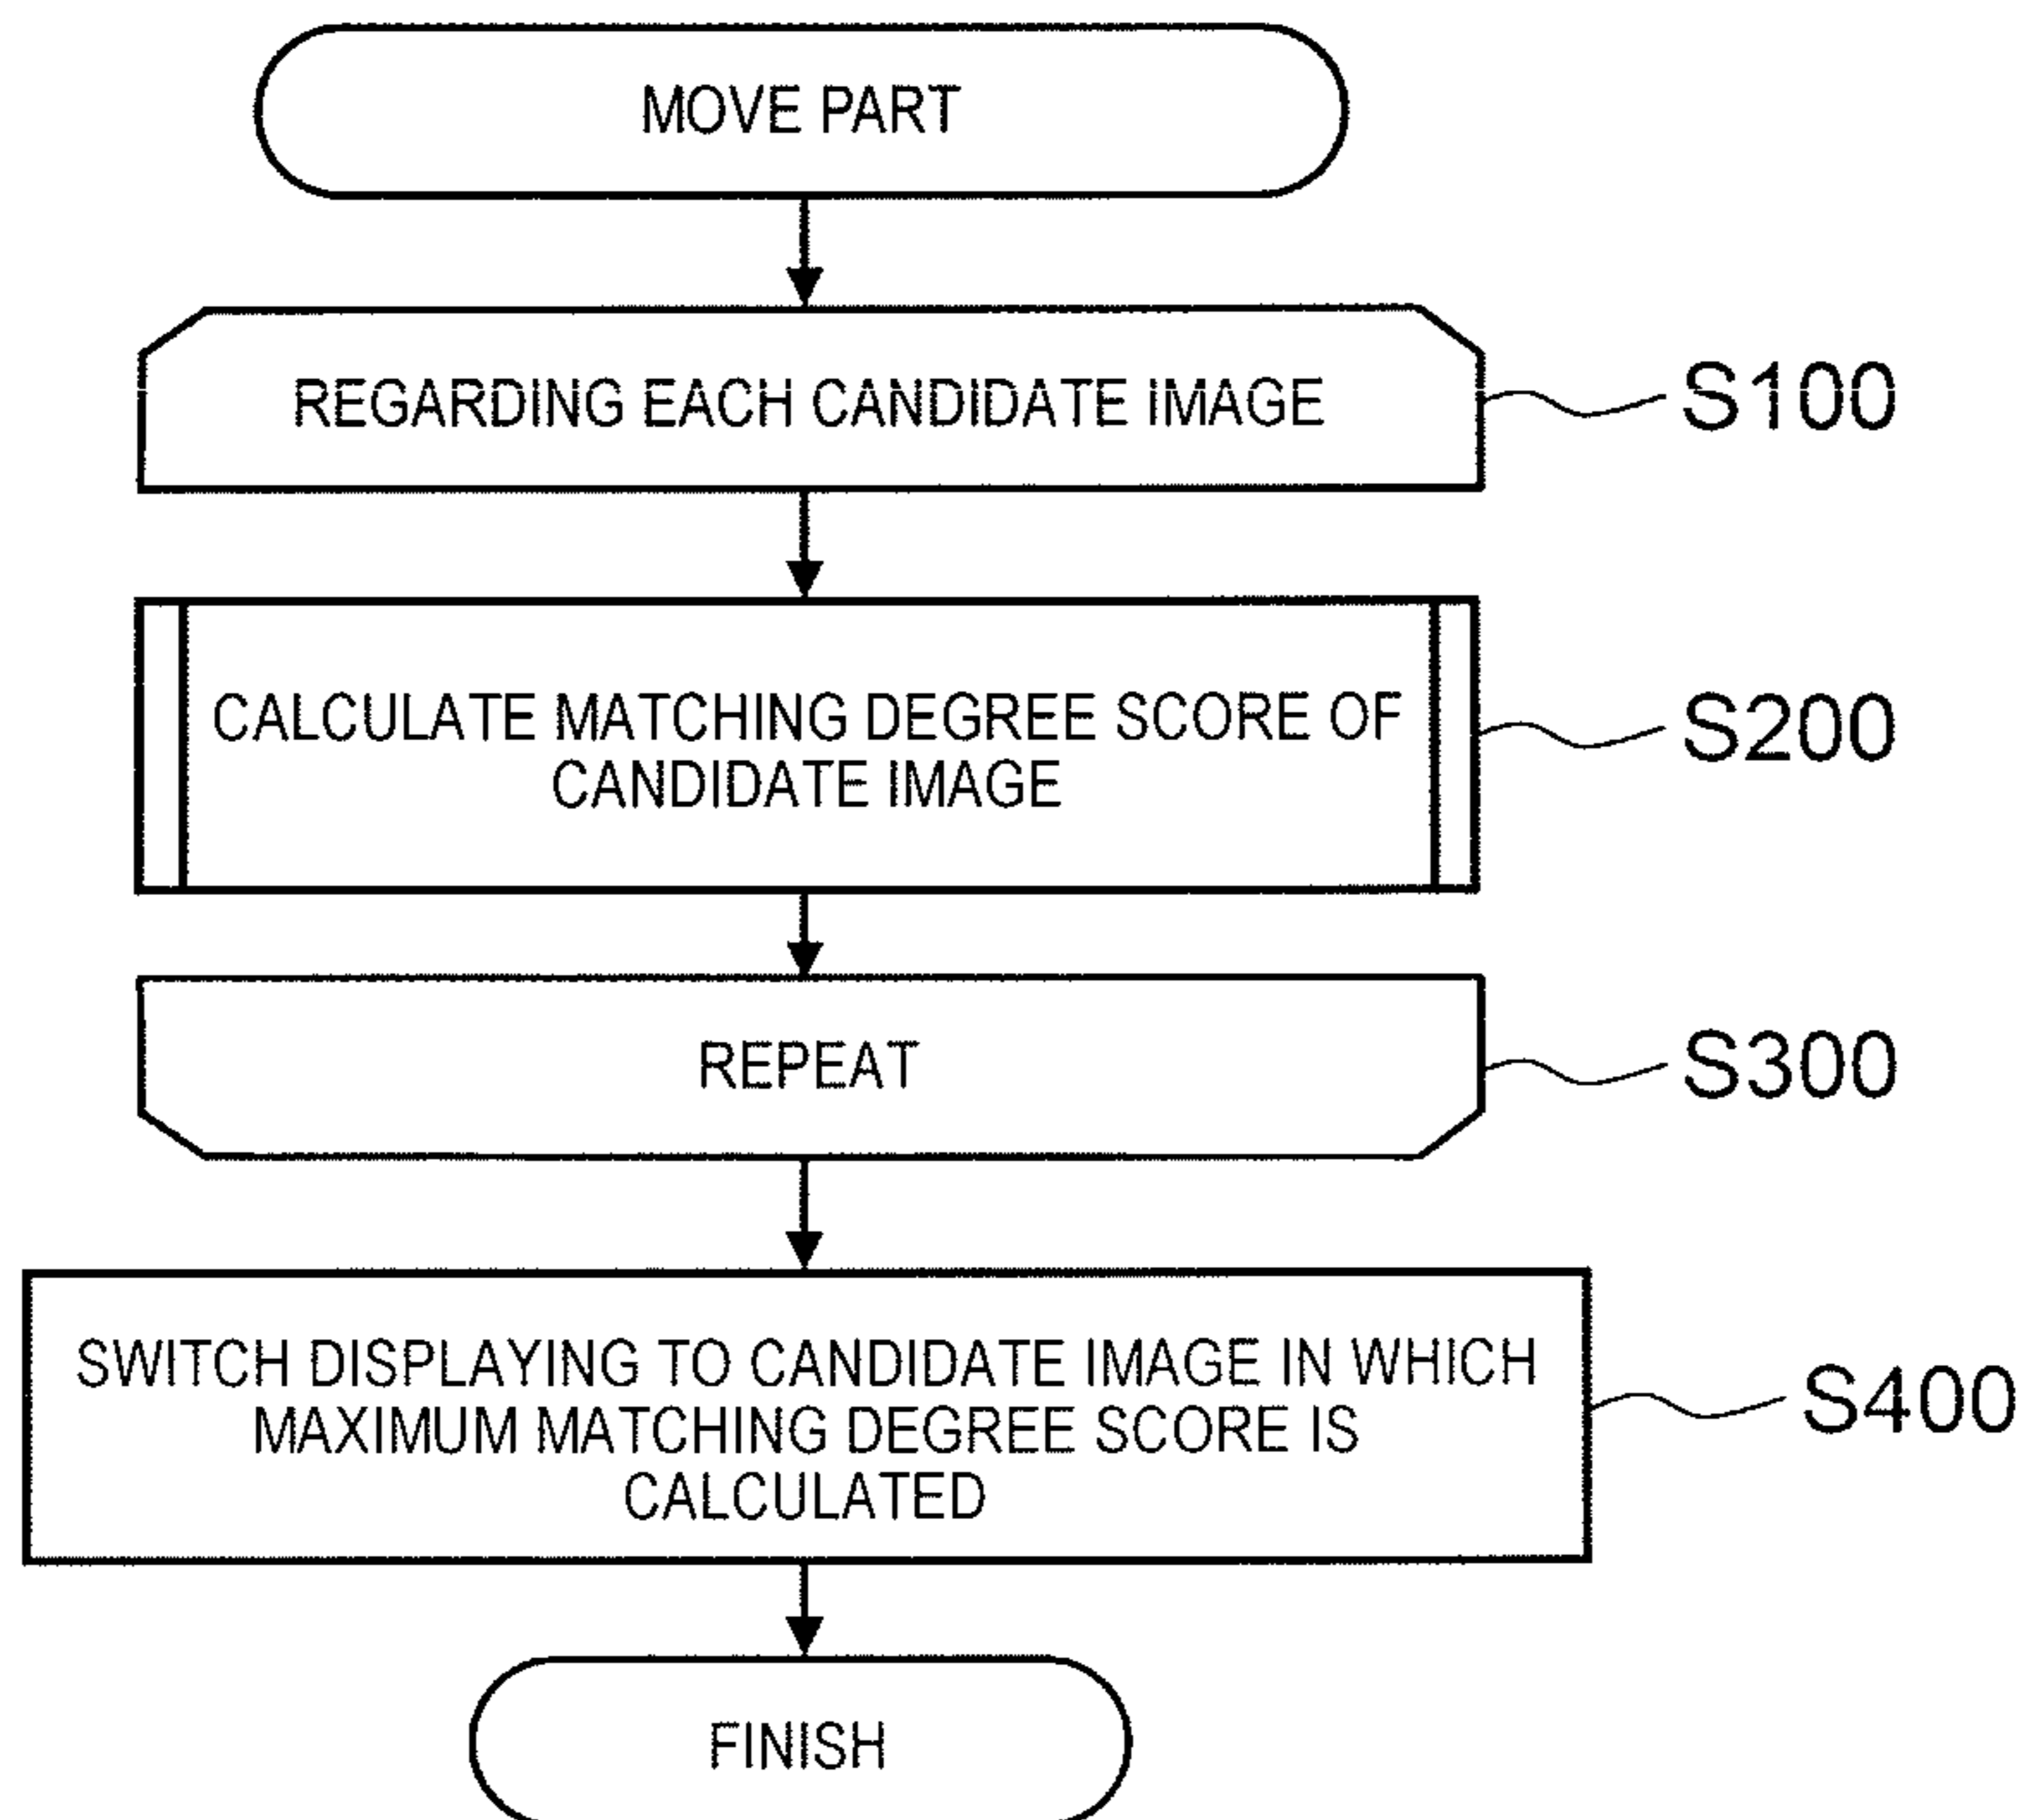 MOVE PART
REGARDING EACH CANDIDATE IMAGE
S100
CALCULATE MATCHING DEGREE SCORE OF
CANDIDATE IMAGE
S200
REPEAT
S300
SWITCH DISPLAYING TO CANDIDATE IMAGE IN WHICH
MAXIMUM MATCHING DEGREE SCORE IS
CALCULATED
S400
FINISH